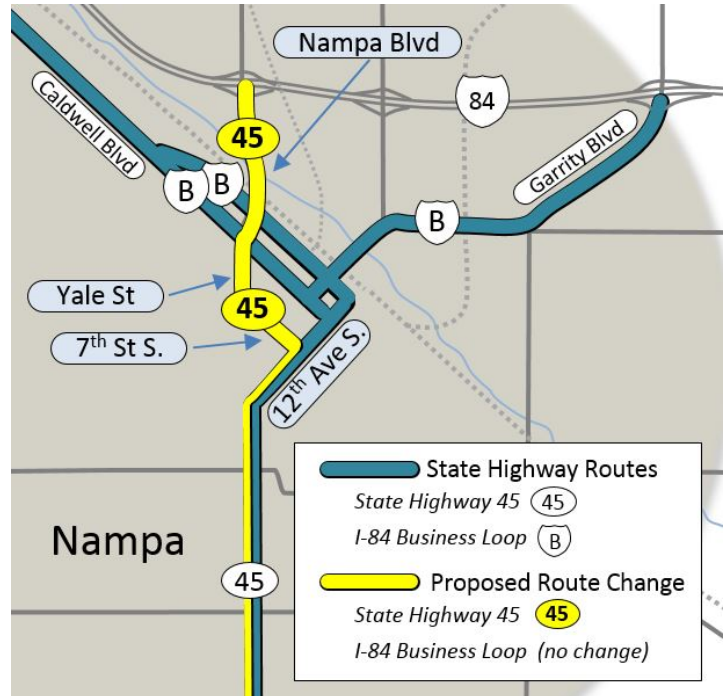 Nampa Blvd
Caldwell Blvd
45
84
Garrity Blvd
B
B
B
Yale St
45
7th St S.
12th Ave S.
Nampa
45
State Highway Routes
State Highway 45 45
I-84 Business Loop B
Proposed Route Change
State Highway 45 45
I-84 Business Loop (no change)